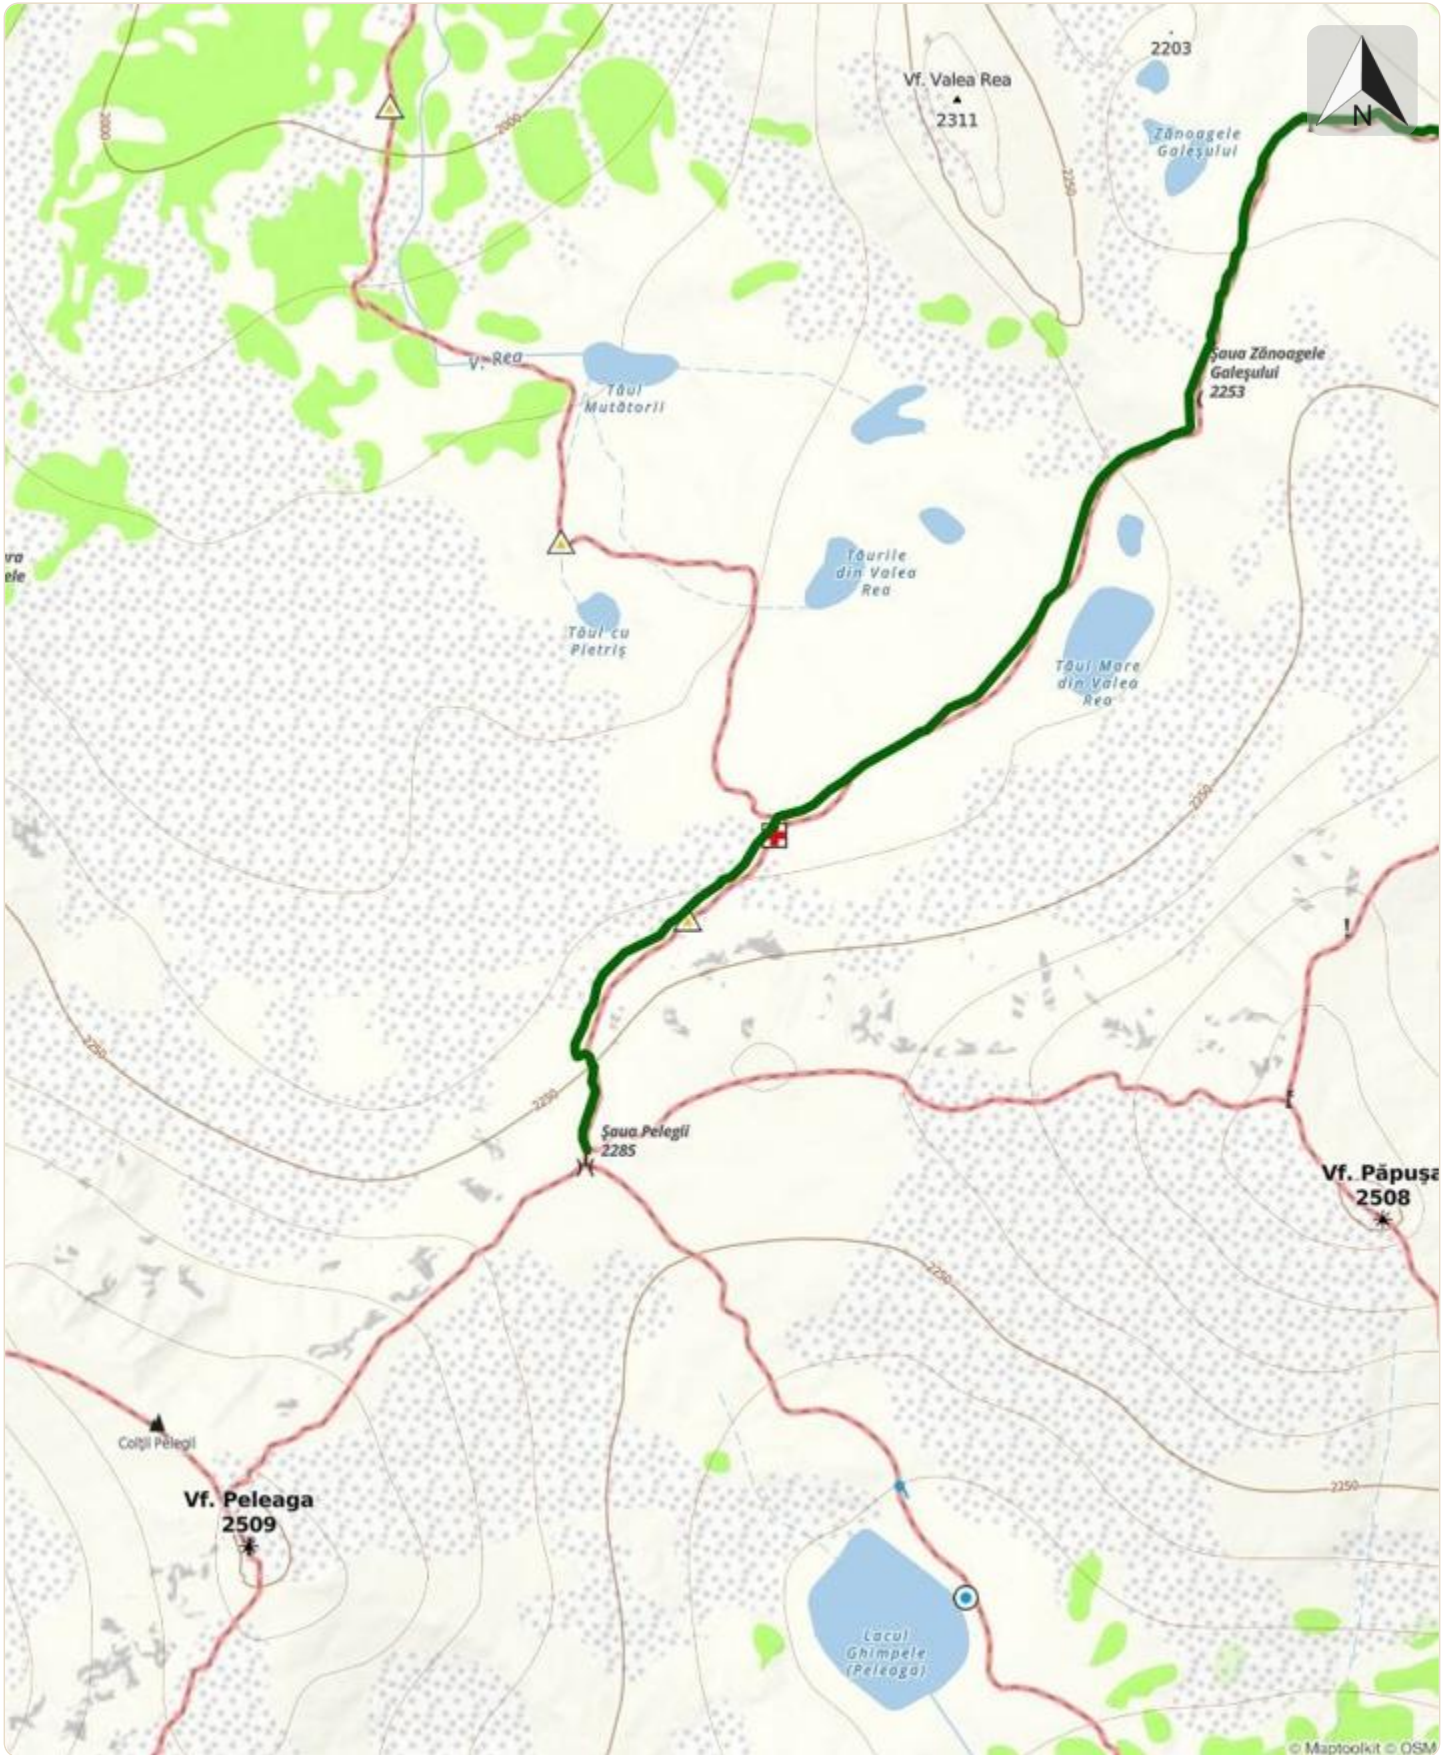 2203
Vf. Valea Rea
2311
N
Zănoagele
Galeșului
2000
2000
2250
V. Rea
Tăul
Mutătorii
Șaua Zănoagele
Galeșului
2253
Tăurile
din Valea
Rea
Tăul cu
Pietriș
Tăul Mare
din Valea
Rea
2250
!
2250
2250
Șaua Pelegii
2285
Vf. Păpușa
2508
2250
Colții Pelegii
Vf. Peleaga
2509
2250
Lacul
Ghimpele
(Peleaga)
© Maptoolkit © OSM